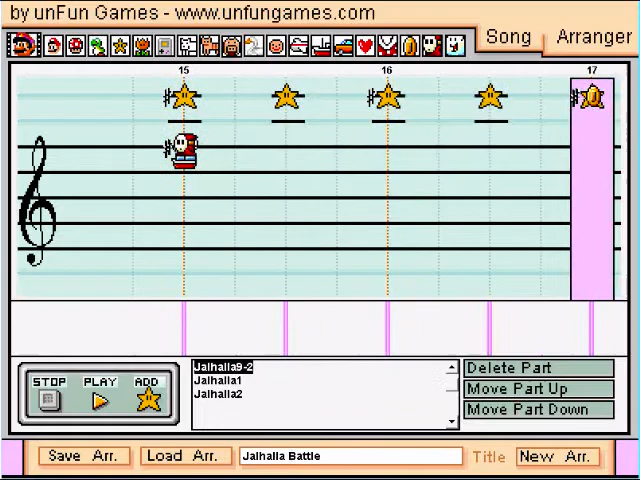 by unFun Games - www.unfungames.com
Song
Arranger
15
16
17
STOP
PLAY
ADD
Jalhalla9-2
Jalhalla1
Jalhalla2
Delete Part
Move Part Up
Move Part Down
Save Arr.
Load Arr.
Jalhalla Battle
Title
New Arr.